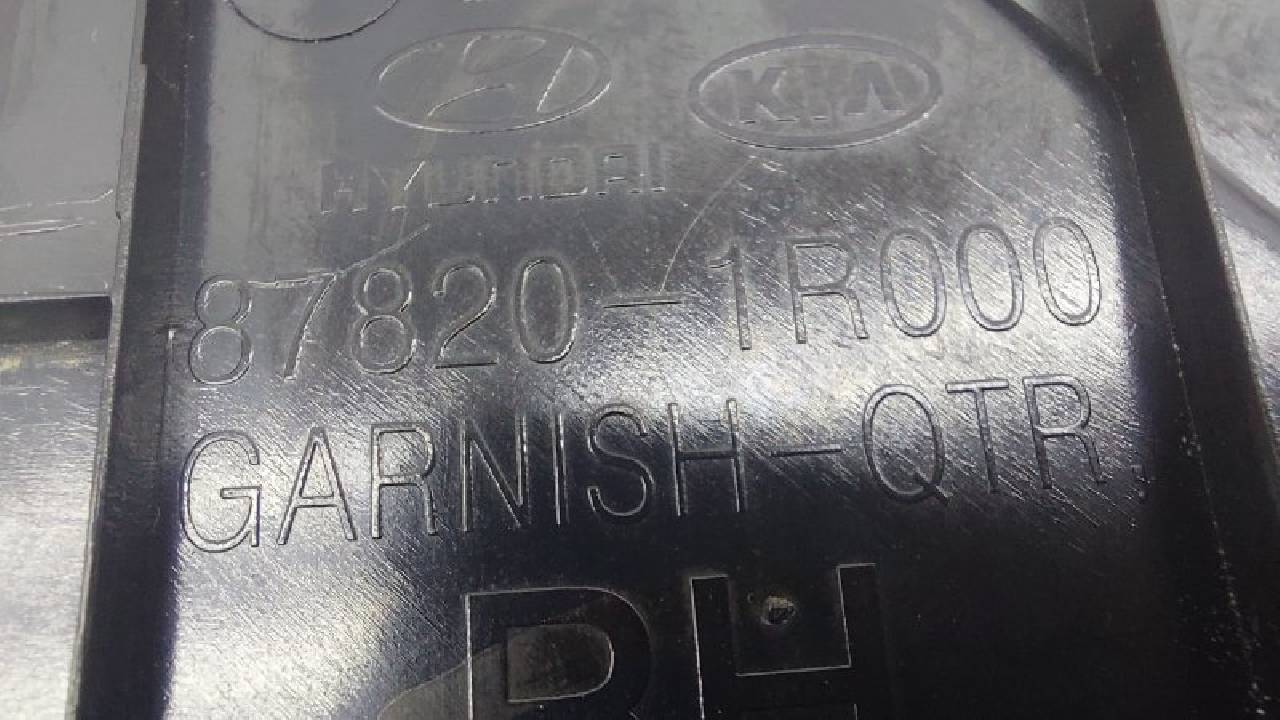 KIA
HYUNDAI
87820-1R000
GARNISH-QTR,
RH